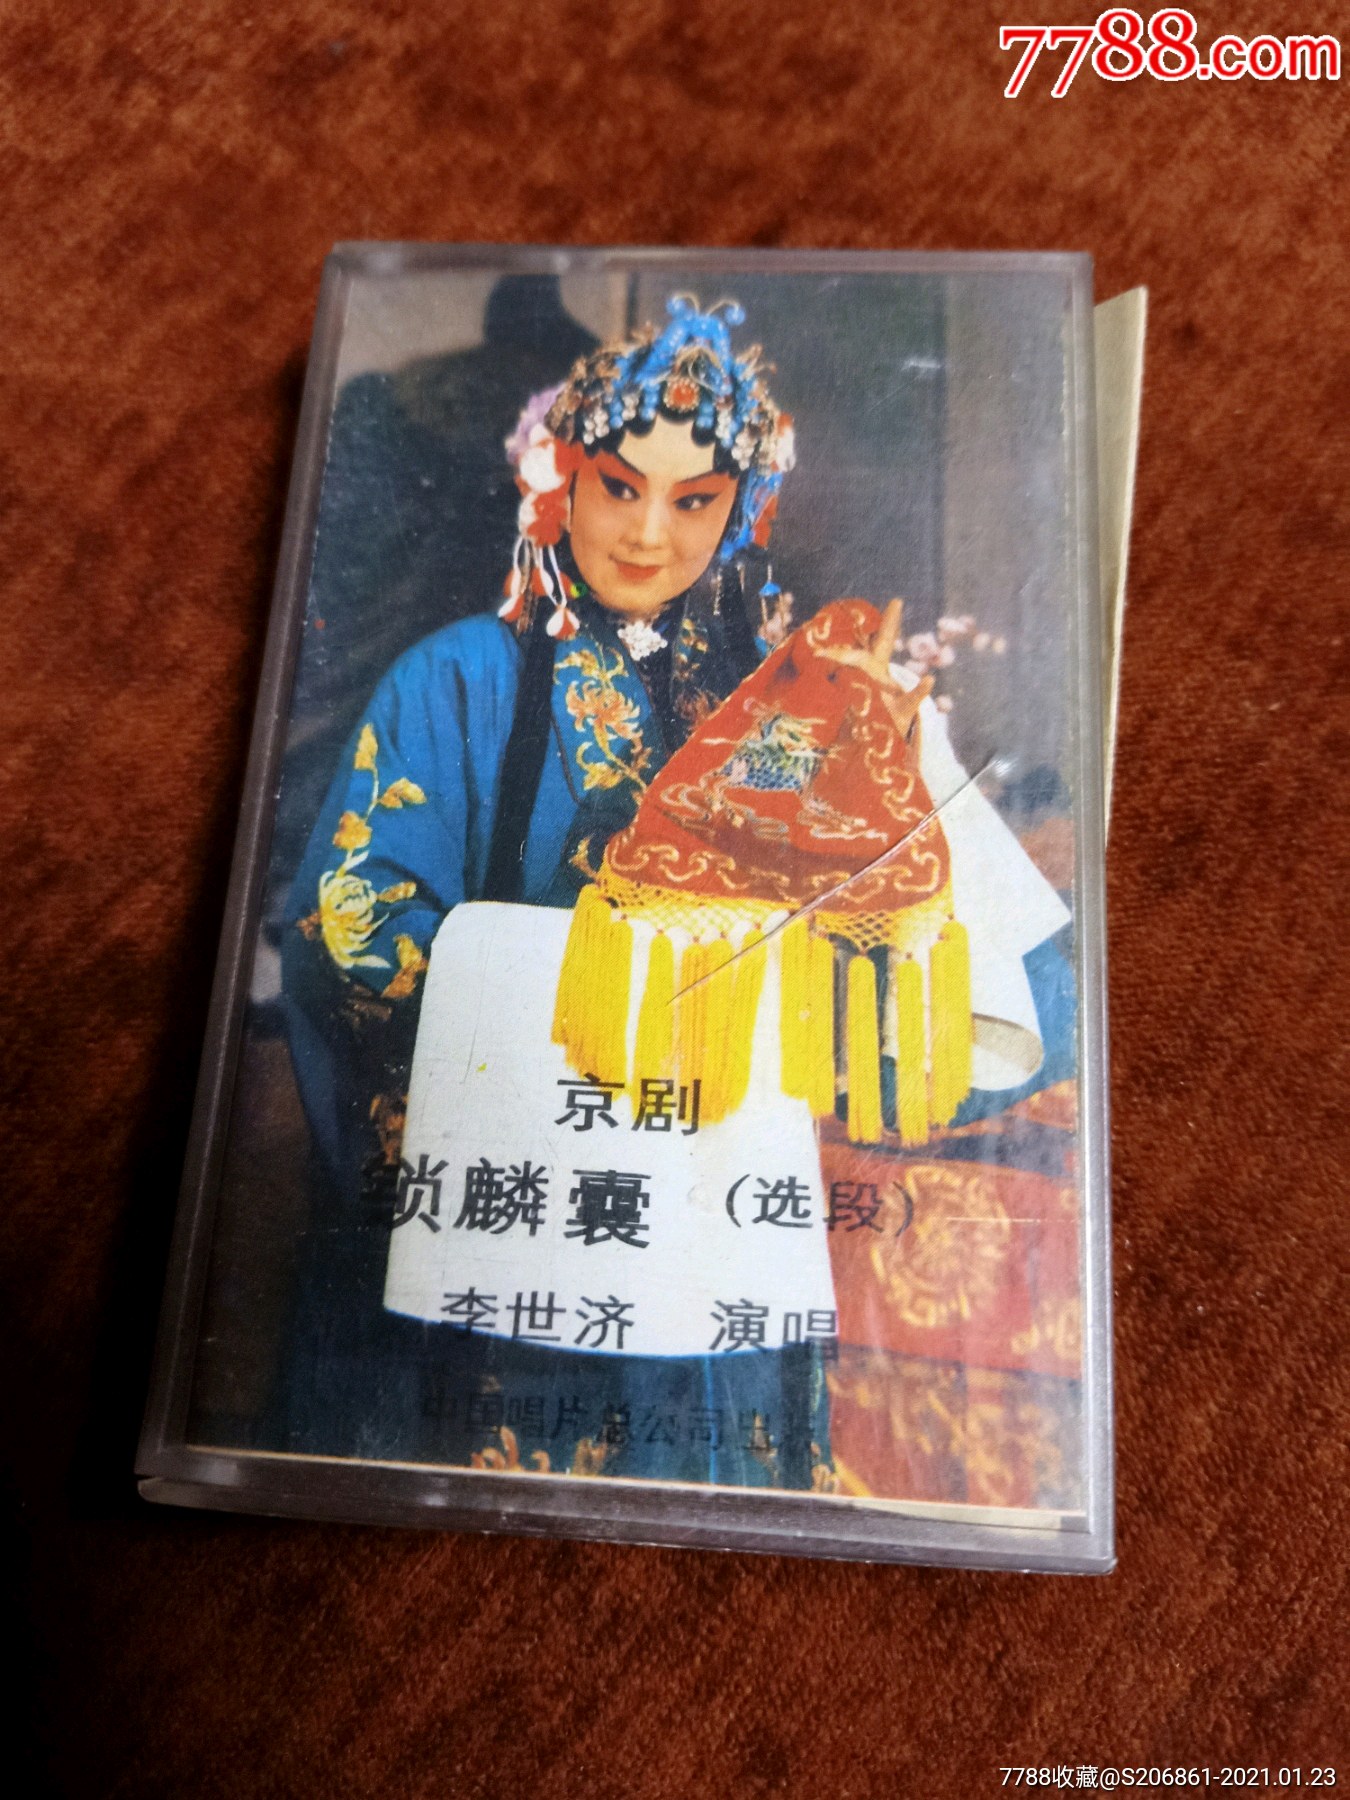 7788.com
京剧
锁麟囊 (选段)
李世济 演唱
中国唱片总公司出版
7788收藏@S206861-2021.01.23